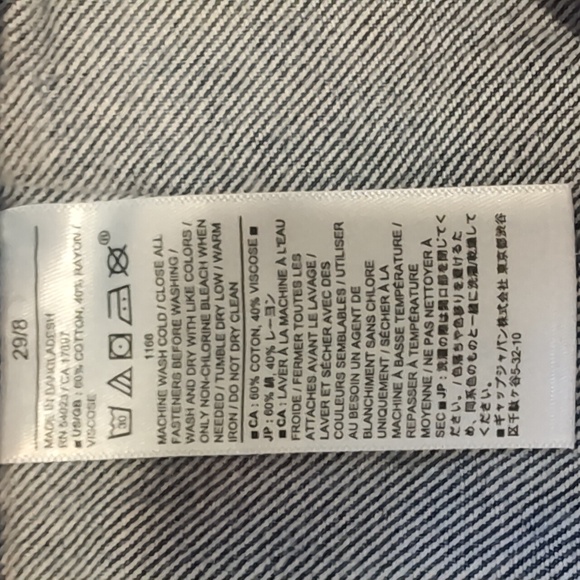 29/8
MADE IN BANGLADESH
RN 54023 / CA 17897
■ US/GB: 60% COTTON, 40% RAYON /
VISCOSE
30
®
1166
MACHINE WASH COLD / CLOSE ALL
FASTENERS BEFORE WASHING /
WASH AND DRY WITH LIKE COLORS /
ONLY NON-CHLORINE BLEACH WHEN
NEEDED / TUMBLE DRY LOW / WARM
IRON / DO NOT DRY CLEAN
■ CA : 60% COTON, 40% VISCOSE ■
JP : 60% 綿, 40% レーヨン
■ CA : LAVER À LA MACHINE À L'EAU
FROIDE / FERMER TOUTES LES
ATTACHES AVANT LE LAVAGE /
LAVER ET SÉCHER AVEC DES
COULEURS SEMBLABLES / UTILISER
AU BESOIN UN AGENT DE
BLANCHIMENT SANS CHLORE
UNIQUEMENT / SÉCHER À LA
MACHINE À BASSE TEMPÉRATURE /
REPASSER À TEMPÉRATURE
MOYENNE / NE PAS NETTOYER À
SEC ■ JP : 洗濯の際は開口部を閉じてく
ださい。/ 色落ちや色移りを避けるた
め、同系色のものと一緒に洗濯/乾燥して
ください。
■ ギャップジャパン株式会社 東京都渋谷
区千駄ヶ谷5-32-10